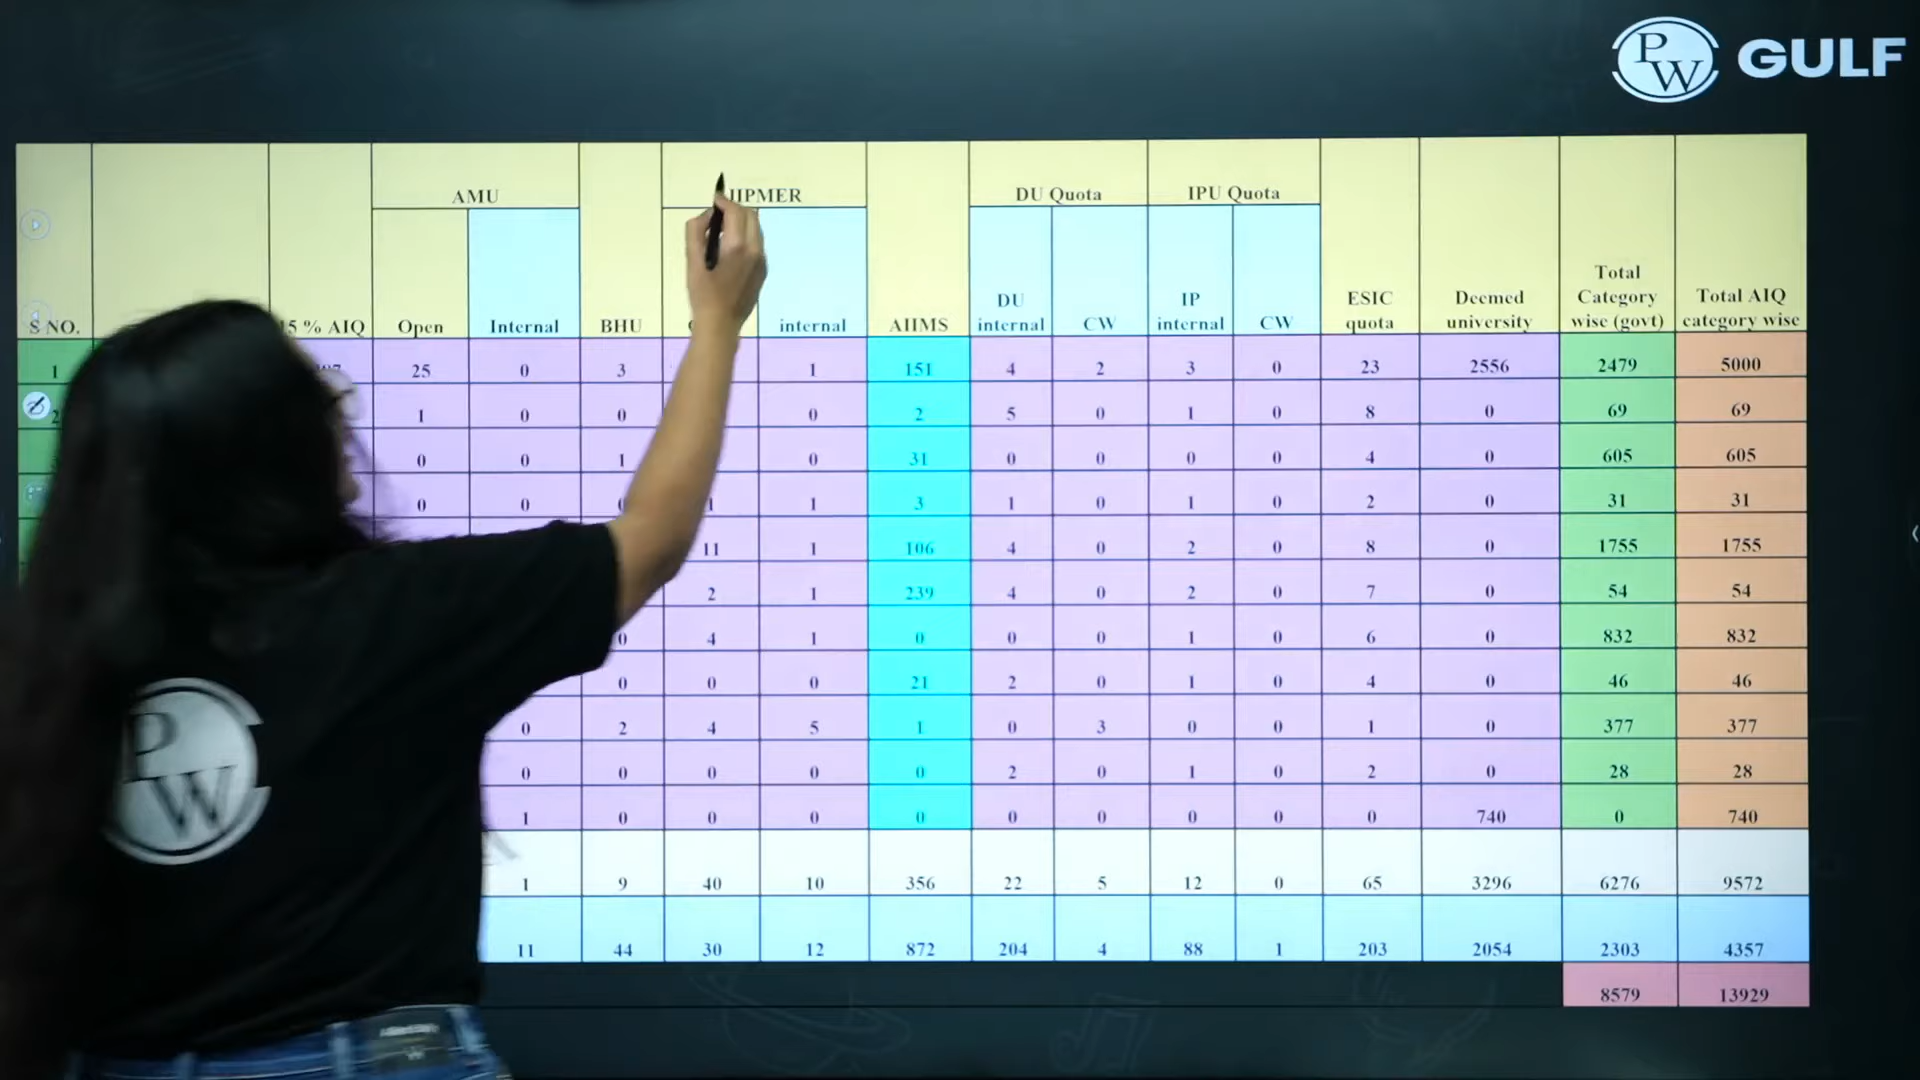 PW GULF
AMU JIPMER DU Quota IPU Quota
S NO. 15 % AIQ Open Internal BHU internal AIIMS DU internal CW IP internal CW ESIC quota Deemed university Total Category wise (govt) Total AIQ category wise
1 25 0 3 1 151 4 2 3 0 23 2556 2479 5000
2 1 0 0 0 2 5 0 1 0 8 0 69 69
0 0 1 0 31 0 0 0 0 4 0 605 605
0 0 1 1 3 1 0 1 0 2 0 31 31
11 1 106 4 0 2 0 8 0 1755 1755
2 1 239 4 0 2 0 7 0 54 54
0 4 1 0 0 0 1 0 6 0 832 832
0 0 0 21 2 0 1 0 4 0 46 46
0 2 4 5 1 0 3 0 0 1 0 377 377
0 0 0 0 0 2 0 1 0 2 0 28 28
1 0 0 0 0 0 0 0 0 0 740 0 740
1 9 40 10 356 22 5 12 0 65 3296 6276 9572
11 44 30 12 872 204 4 88 1 203 2054 2303 4357
8579 13929
PW